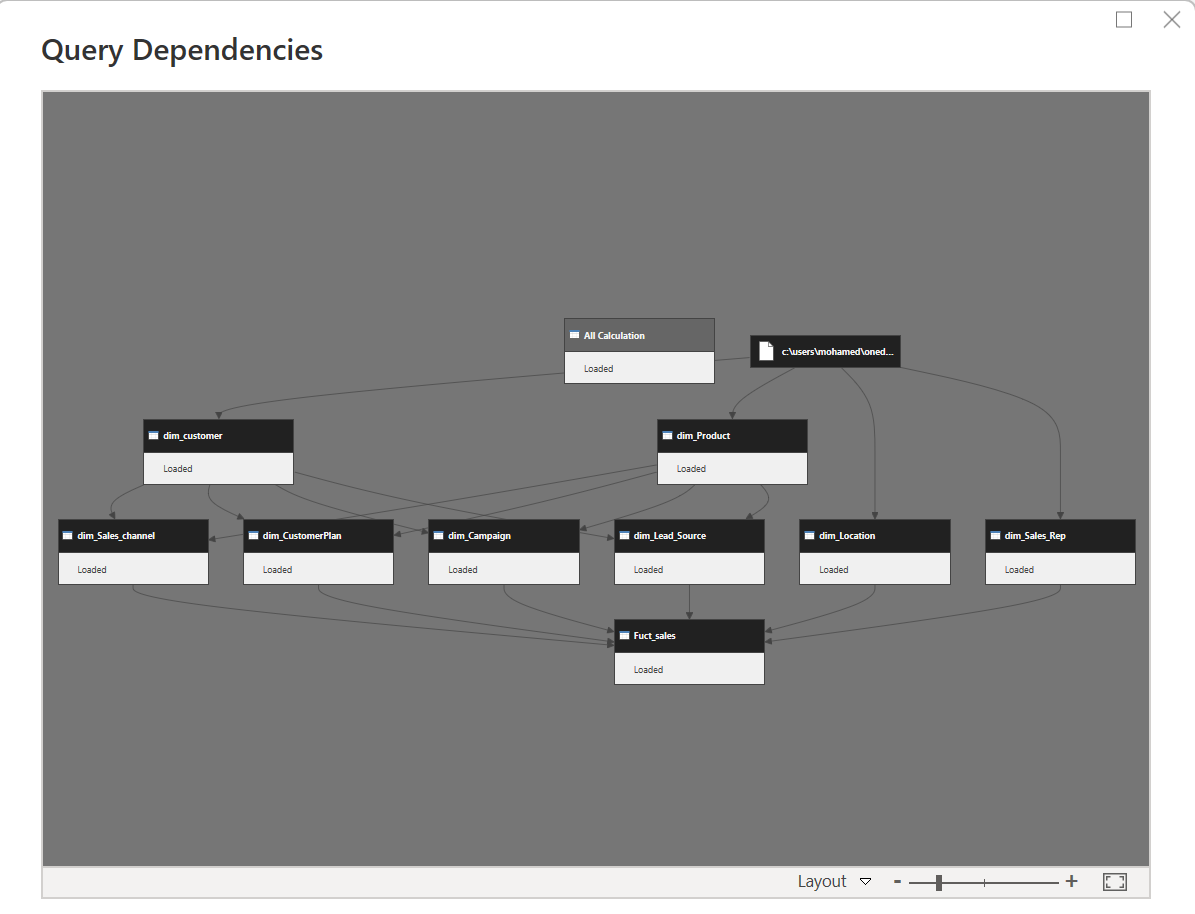 Query Dependencies
All Calculation
Loaded
c:\users\mohamed\oned...
dim_customer
Loaded
dim_Product
Loaded
dim_Sales_channel
Loaded
dim_CustomerPlan
Loaded
dim_Campaign
Loaded
dim_Lead_Source
Loaded
dim_Location
Loaded
dim_Sales_Rep
Loaded
Fuct_sales
Loaded
Layout - +